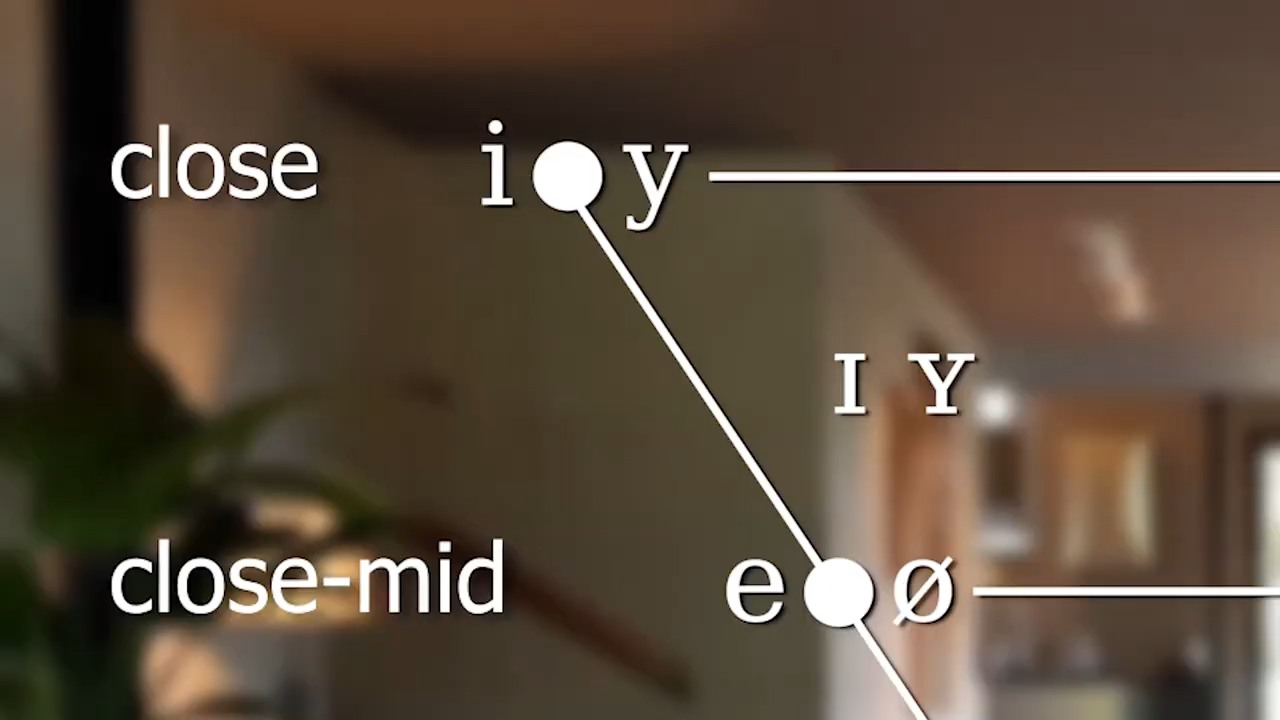 close i y
ɪ ʏ
close-mid e ø